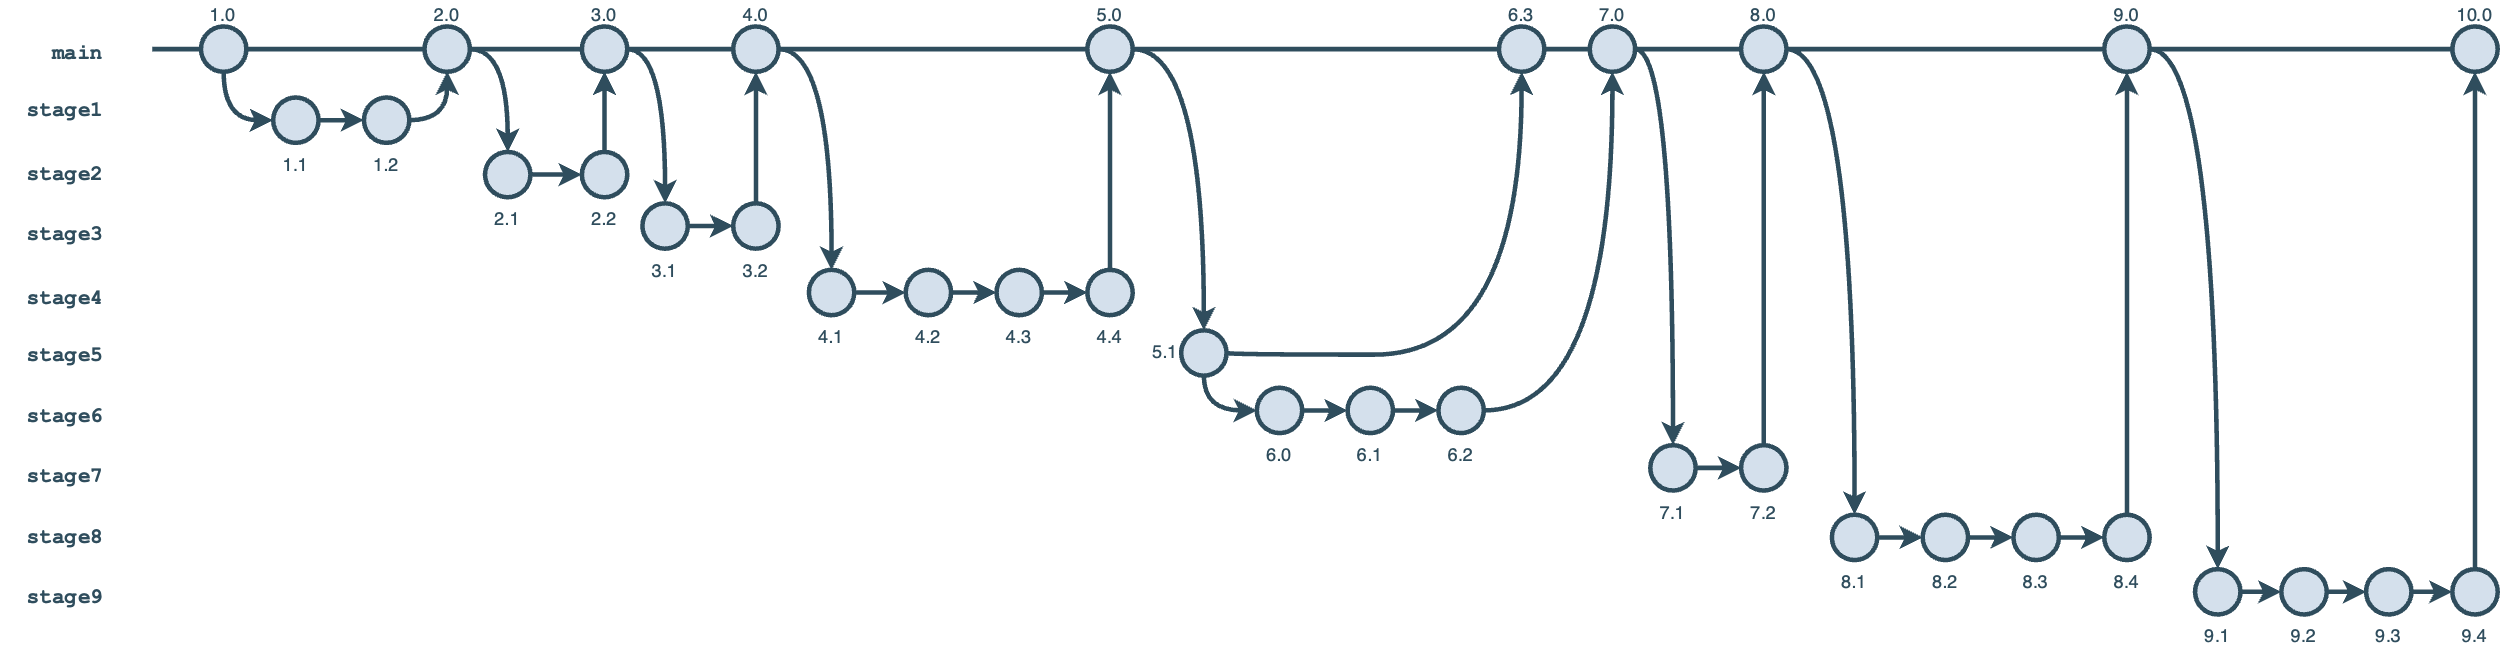 1.0 2.0 3.0 4.0 5.0 6.3 7.0 8.0 9.0 10.0
main
stage1
1.1 1.2
stage2
2.1 2.2
stage3
3.1 3.2
stage4
4.1 4.2 4.3 4.4
stage5 5.1
stage6
6.0 6.1 6.2
stage7
7.1 7.2
stage8
8.1 8.2 8.3 8.4
stage9
9.1 9.2 9.3 9.4